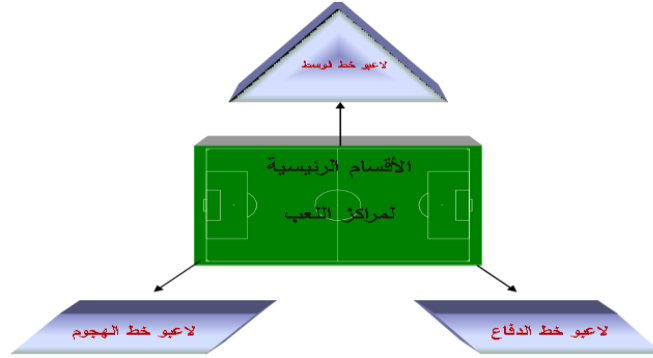 لاعبو خط الوسط
الأقسام الرئيسية
لمراكز اللعب
لاعبو خط الدفاع
لاعبو خط الهجوم